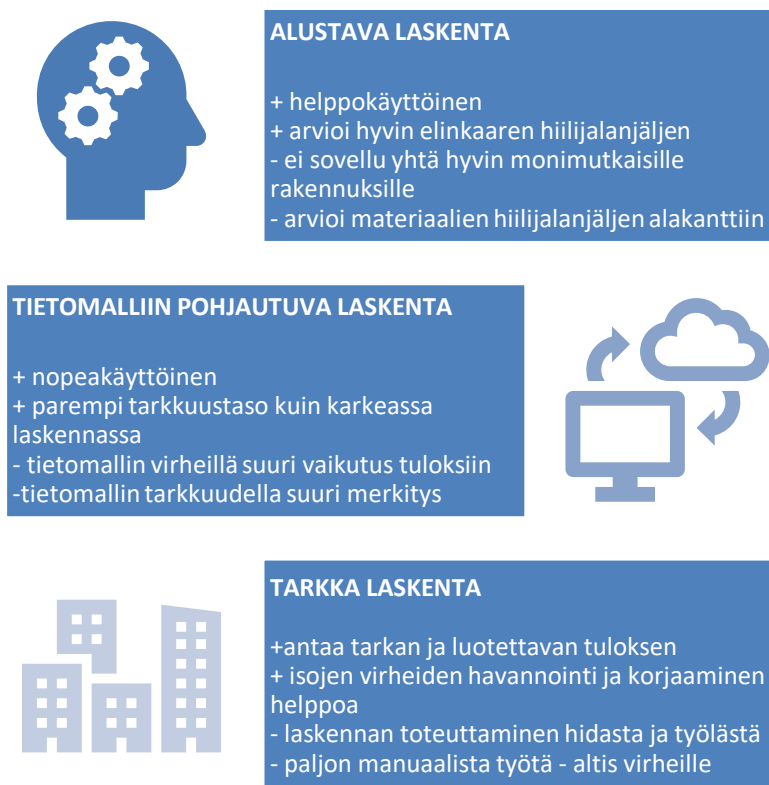 ALUSTAVA LASKENTA
+ helppokäyttöinen
+ arvioi hyvin elinkaaren hiilijalanjäljen
- ei sovellu yhtä hyvin monimutkaisille
rakennuksille
- arvioi materiaalien hiilijalanjäljen alakanttiin
TIETOMALLIIN POHJAUTUVA LASKENTA
+ nopeakäyttöinen
+ parempi tarkkuustaso kuin karkeassa
laskennassa
- tietomallin virheillä suuri vaikutus tuloksiin
-tietomallin tarkkuudella suuri merkitys
TARKKA LASKENTA
+antaa tarkan ja luotettavan tuloksen
+ isojen virheiden havannointi ja korjaaminen
helppoa
- laskennan toteuttaminen hidasta ja työlästä
- paljon manuaalista työtä - altis virheille